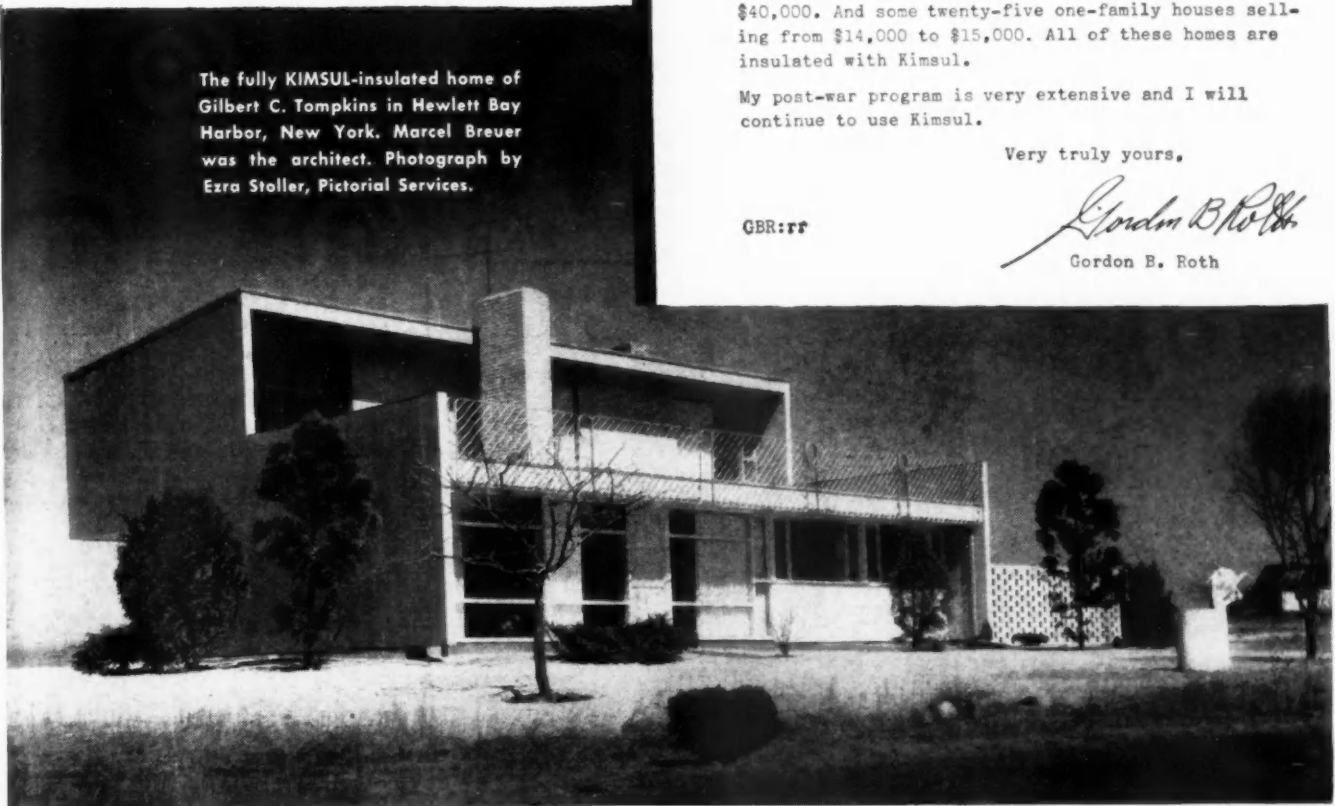 The fully KIMSUL-insulated home of
Gilbert C. Tompkins in Hewlett Bay
Harbor, New York. Marcel Breuer
was the architect. Photograph by
Ezra Stoller, Pictorial Services.
$40,000. And some twenty-five one-family houses sell-
ing from $14,000 to $15,000. All of these homes are
insulated with Kimsul.
My post-war program is very extensive and I will
continue to use Kimsul.
Very truly yours,
GBR:rr
Gordon B Roth
Gordon B. Roth